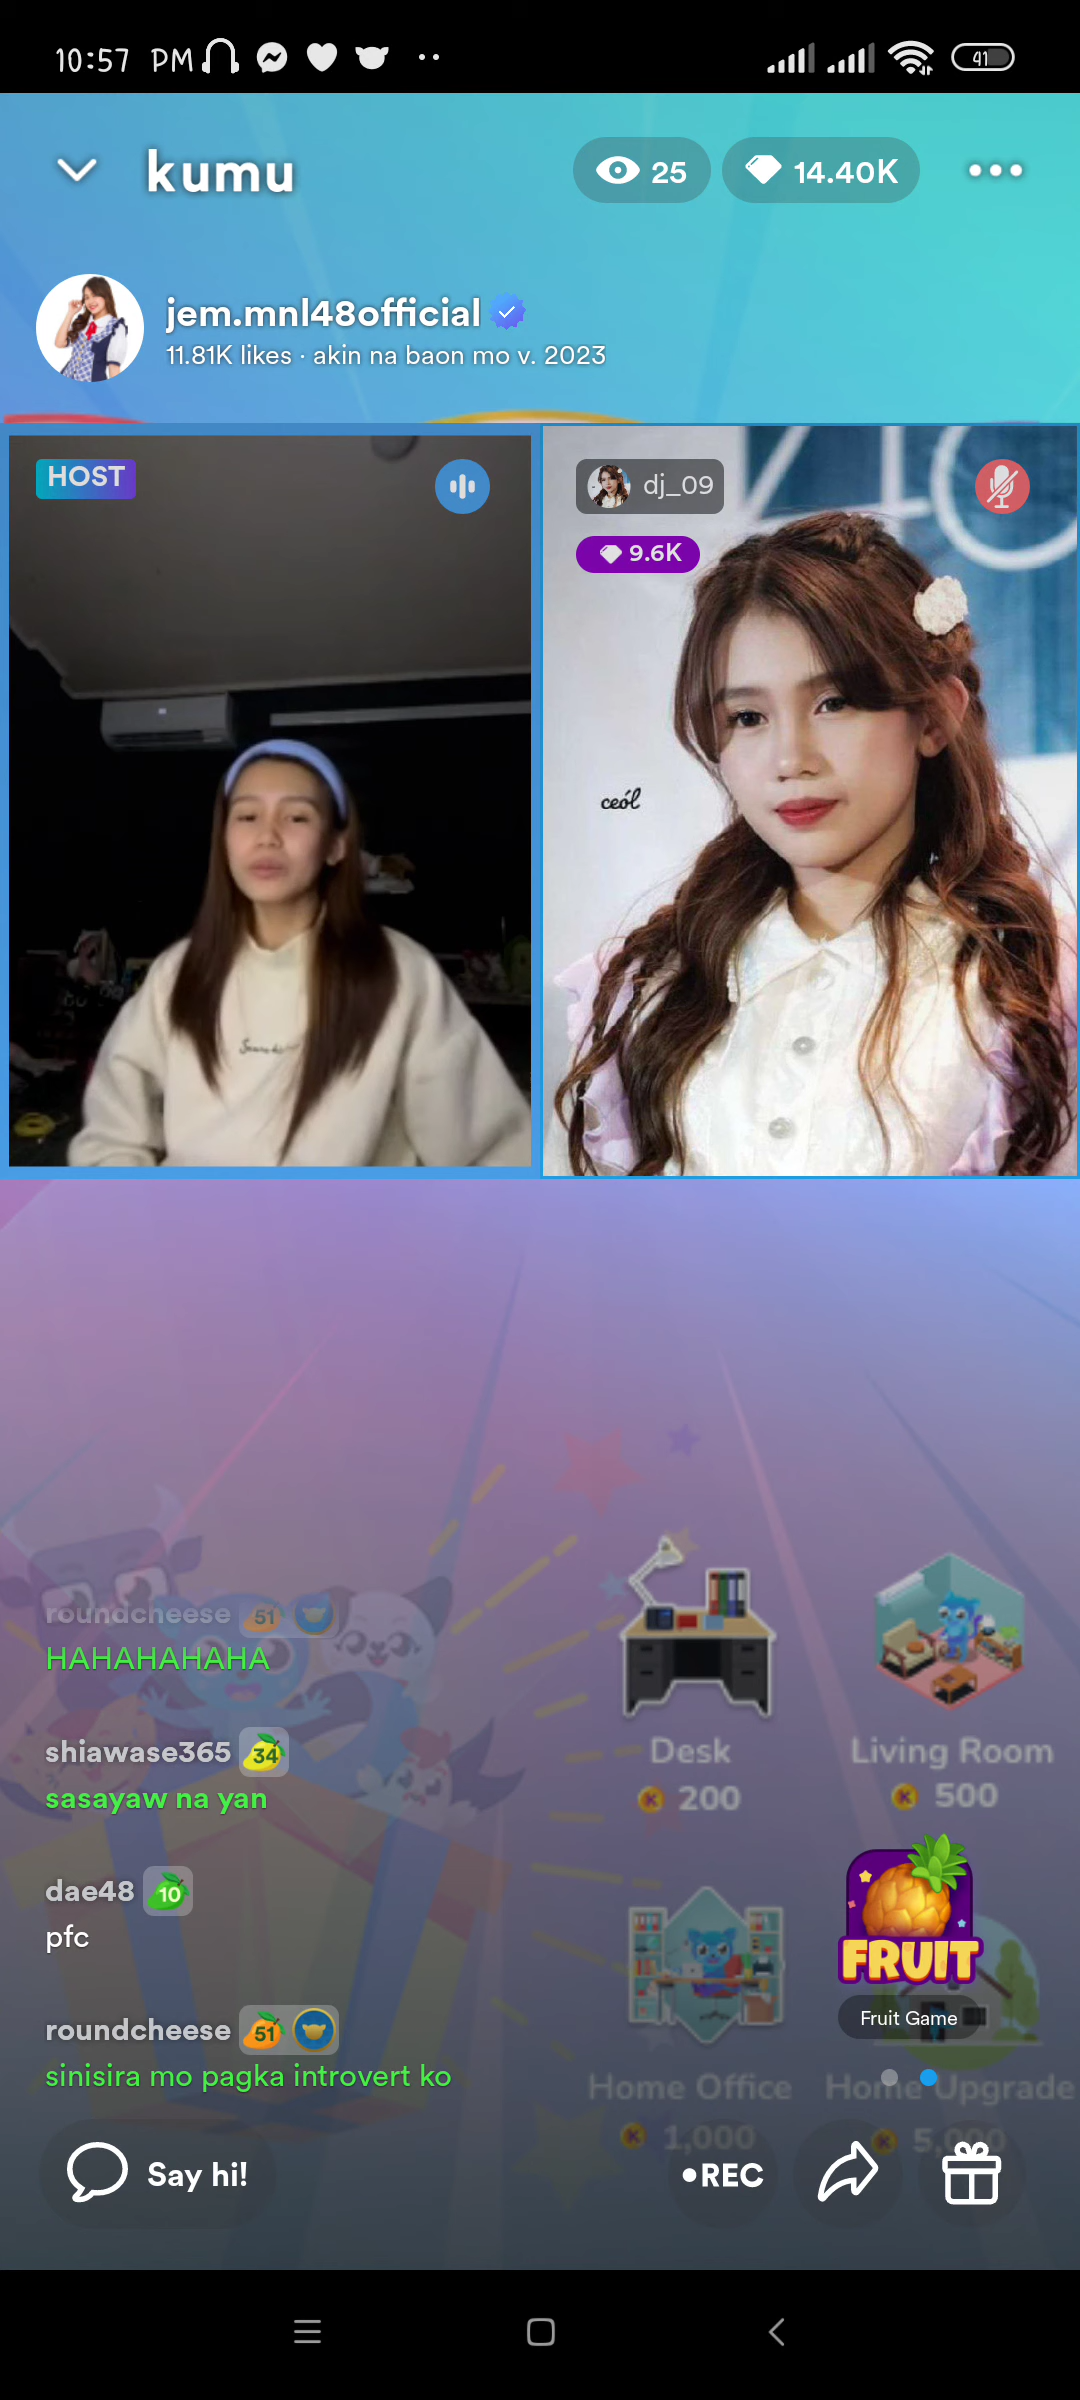 10:57 PM
41
kumu
25
14.40K
jem.mnl48official
11.81K likes · akin na baon mo v. 2023
HOST
dj_09
9.6K
ceól
roundcheese 51
HAHAHAHAHA
shiawase365 34
sasayaw na yan
dae48 10
pfc
roundcheese 51
sinisira mo pagka introvert ko
Desk
200
Living Room
500
FRUIT
Fruit Game
Home Office
1,000
Home Upgrade
5,000
Say hi!
REC